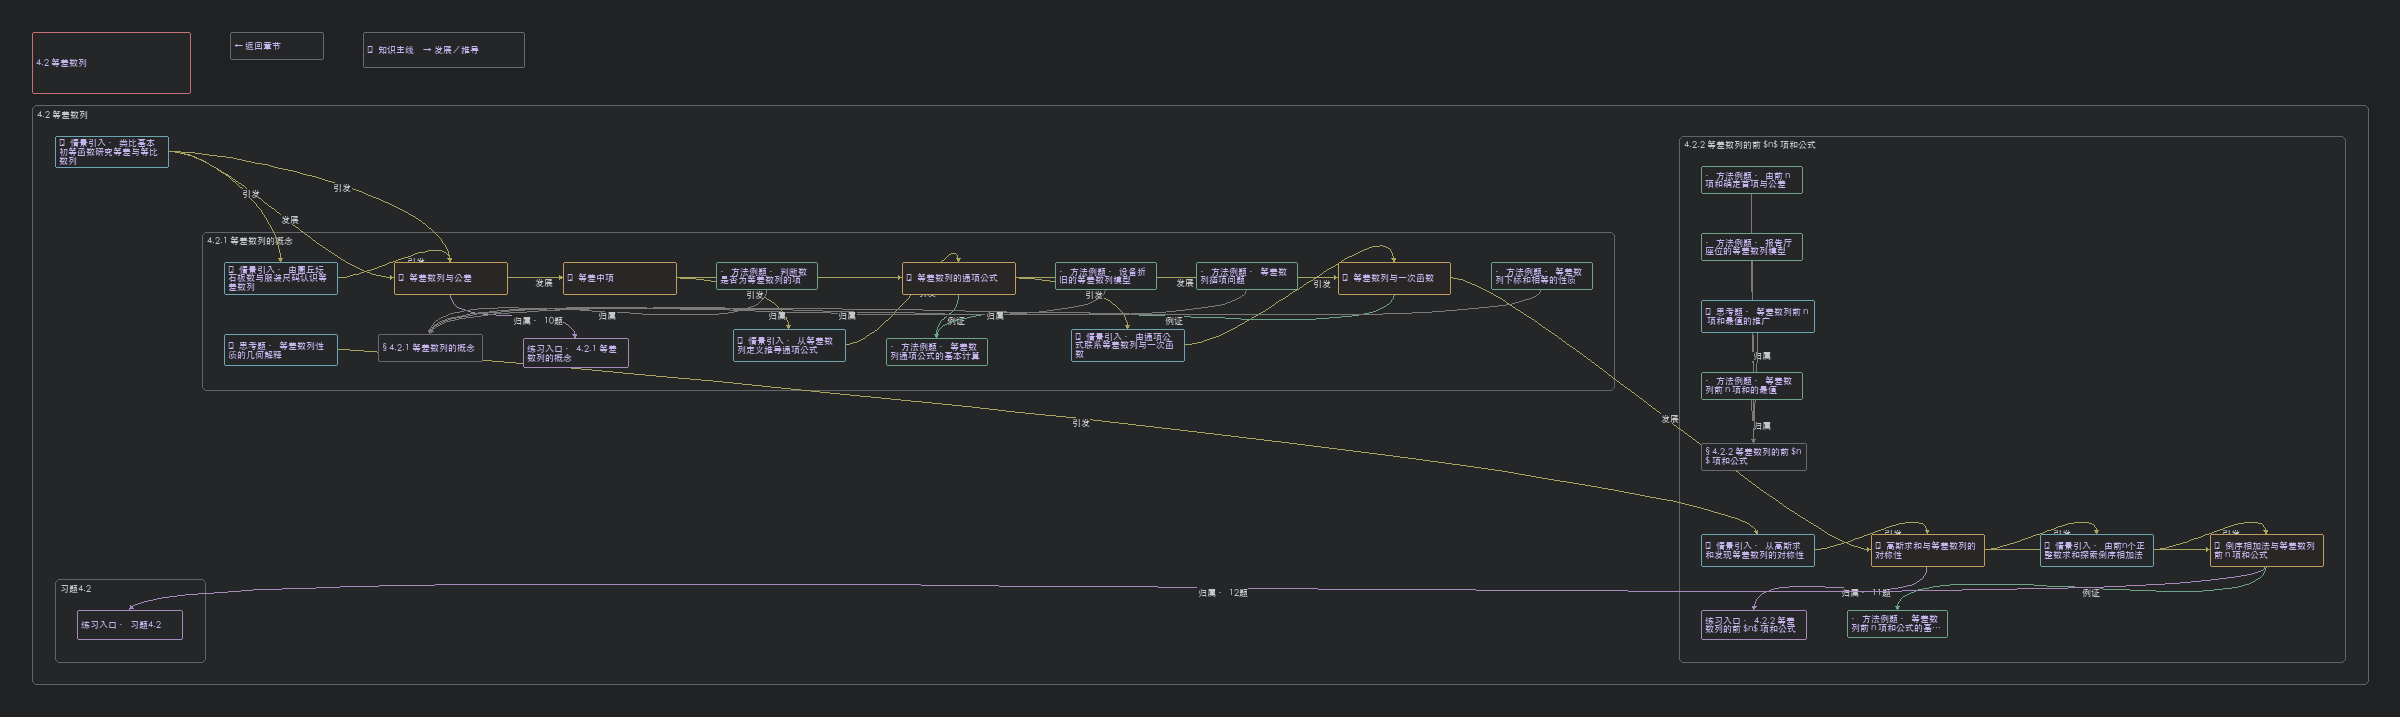 4.2 等差数列
← 返回章节
知识主线 → 发展／推导
4.2 等差数列
情景引入 · 类比基本
初等函数研究等差与等比
数列
引发
引发
发展
4.2.1 等差数列的概念
情景引入 · 由圜丘坛
石板数与服装尺码认识等
差数列
引发
等差数列与公差
发展
等差中项
· 方法例题 · 判断数
是否为等差数列的项
引发
等差数列的通项公式
引发
· 方法例题 · 设备折
旧的等差数列模型
引发
发展
· 方法例题 · 等差数
列插项问题
引发
等差数列与一次函数
· 方法例题 · 等差数
列下标和相等的性质
归属 · 10题
归属
归属
归属
例证
归属
例证
思考题 · 等差数列性
质的几何解释
§ 4.2.1 等差数列的概念
练习入口 · 4.2.1 等差
数列的概念
情景引入 · 从等差数
列定义推导通项公式
· 方法例题 · 等差数
列通项公式的基本计算
情景引入 · 由通项公
式联系等差数列与一次函
数
引发
发展
4.2.2 等差数列的前 $n$ 项和公式
· 方法例题 · 由前 n
项和确定首项与公差
· 方法例题 · 报告厅
座位的等差数列模型
思考题 · 等差数列前 n
项和最值的推广
归属
· 方法例题 · 等差数
列前 n 项和的最值
归属
§ 4.2.2 等差数列的前 $n
$ 项和公式
情景引入 · 从高斯求
和发现等差数列的对称性
引发
高斯求和与等差数列的
对称性
引发
情景引入 · 由前n个正
整数求和探索倒序相加法
引发
倒序相加法与等差数列
前 n 项和公式
归属 · 12题
归属 · 11题
例证
习题4.2
练习入口 · 习题4.2
练习入口 · 4.2.2 等差
数列的前 $n$ 项和公式
· 方法例题 · 等差数
列前 n 项和公式的基…